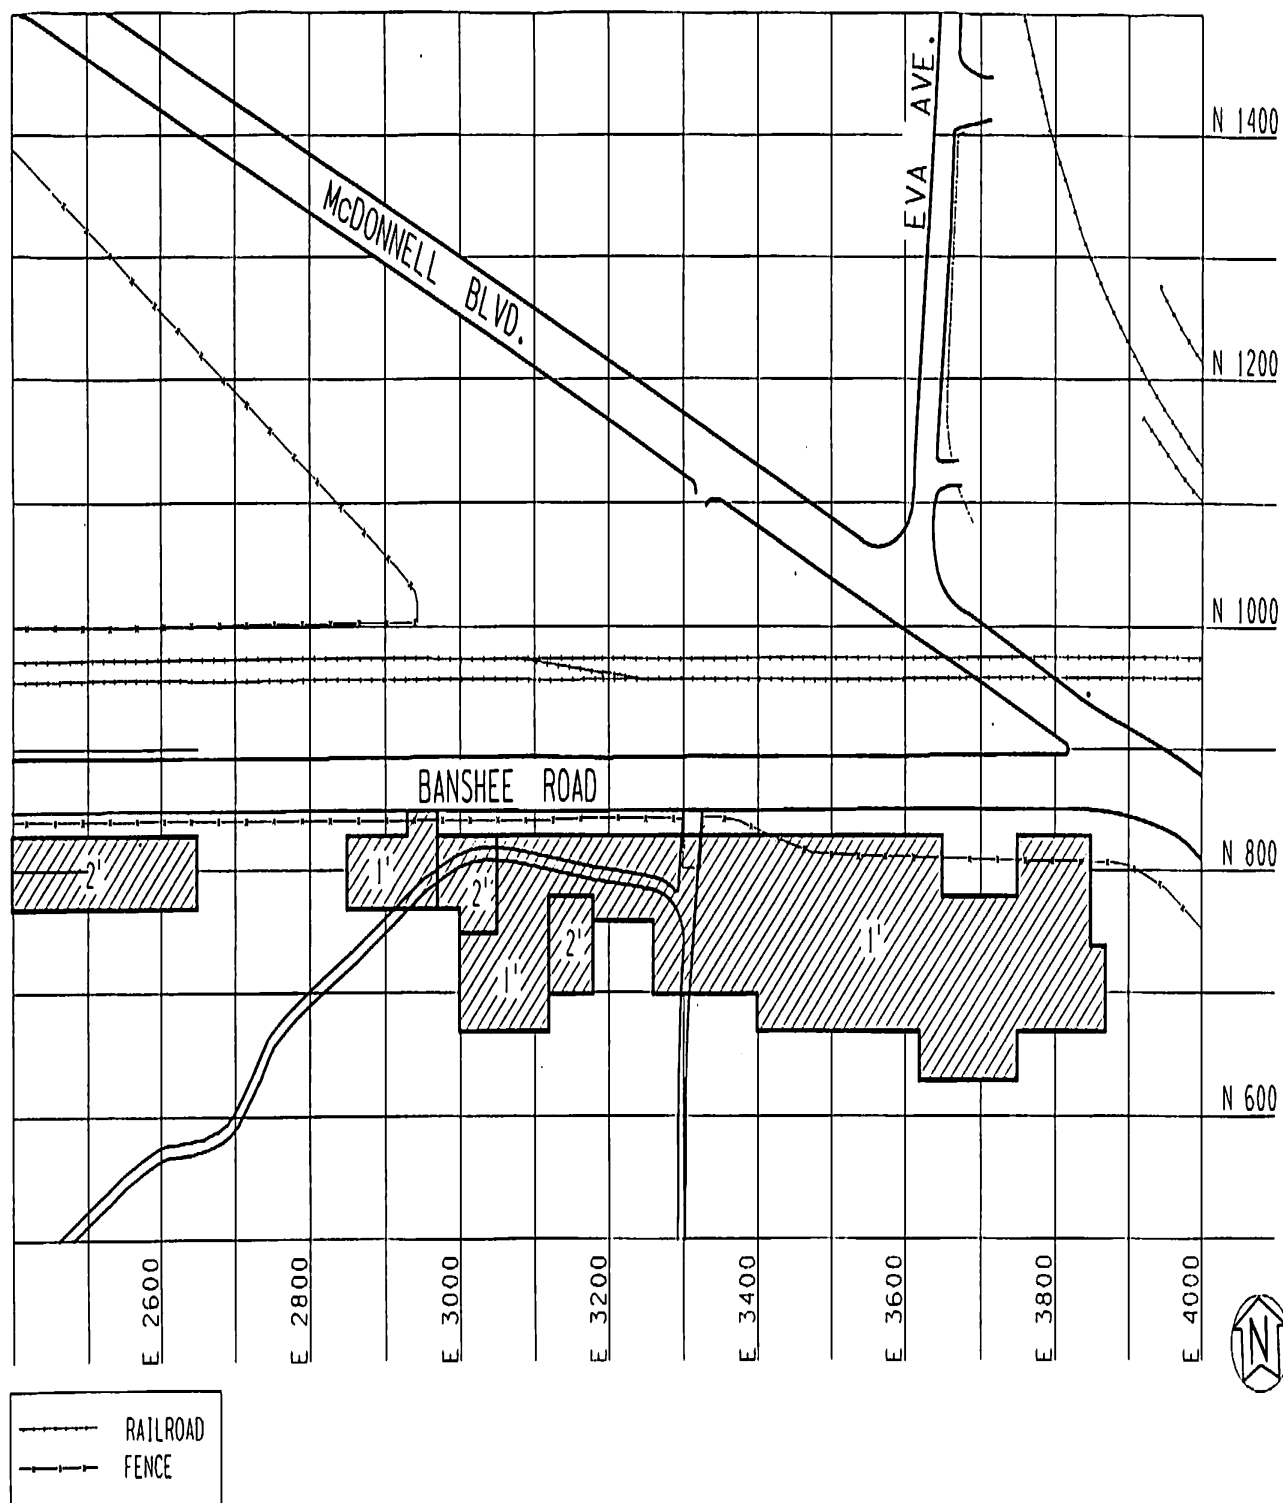 EVA AVE.
N 1400
McDONNELL BLVD.
N 1200
N 1000
BANSHEE ROAD
N 800
2'
1'
2'
2'
1'
1'
N 600
E 2600
E 2800
E 3000
E 3200
E 3400
E 3600
E 3800
E 4000
N
RAILROAD
FENCE